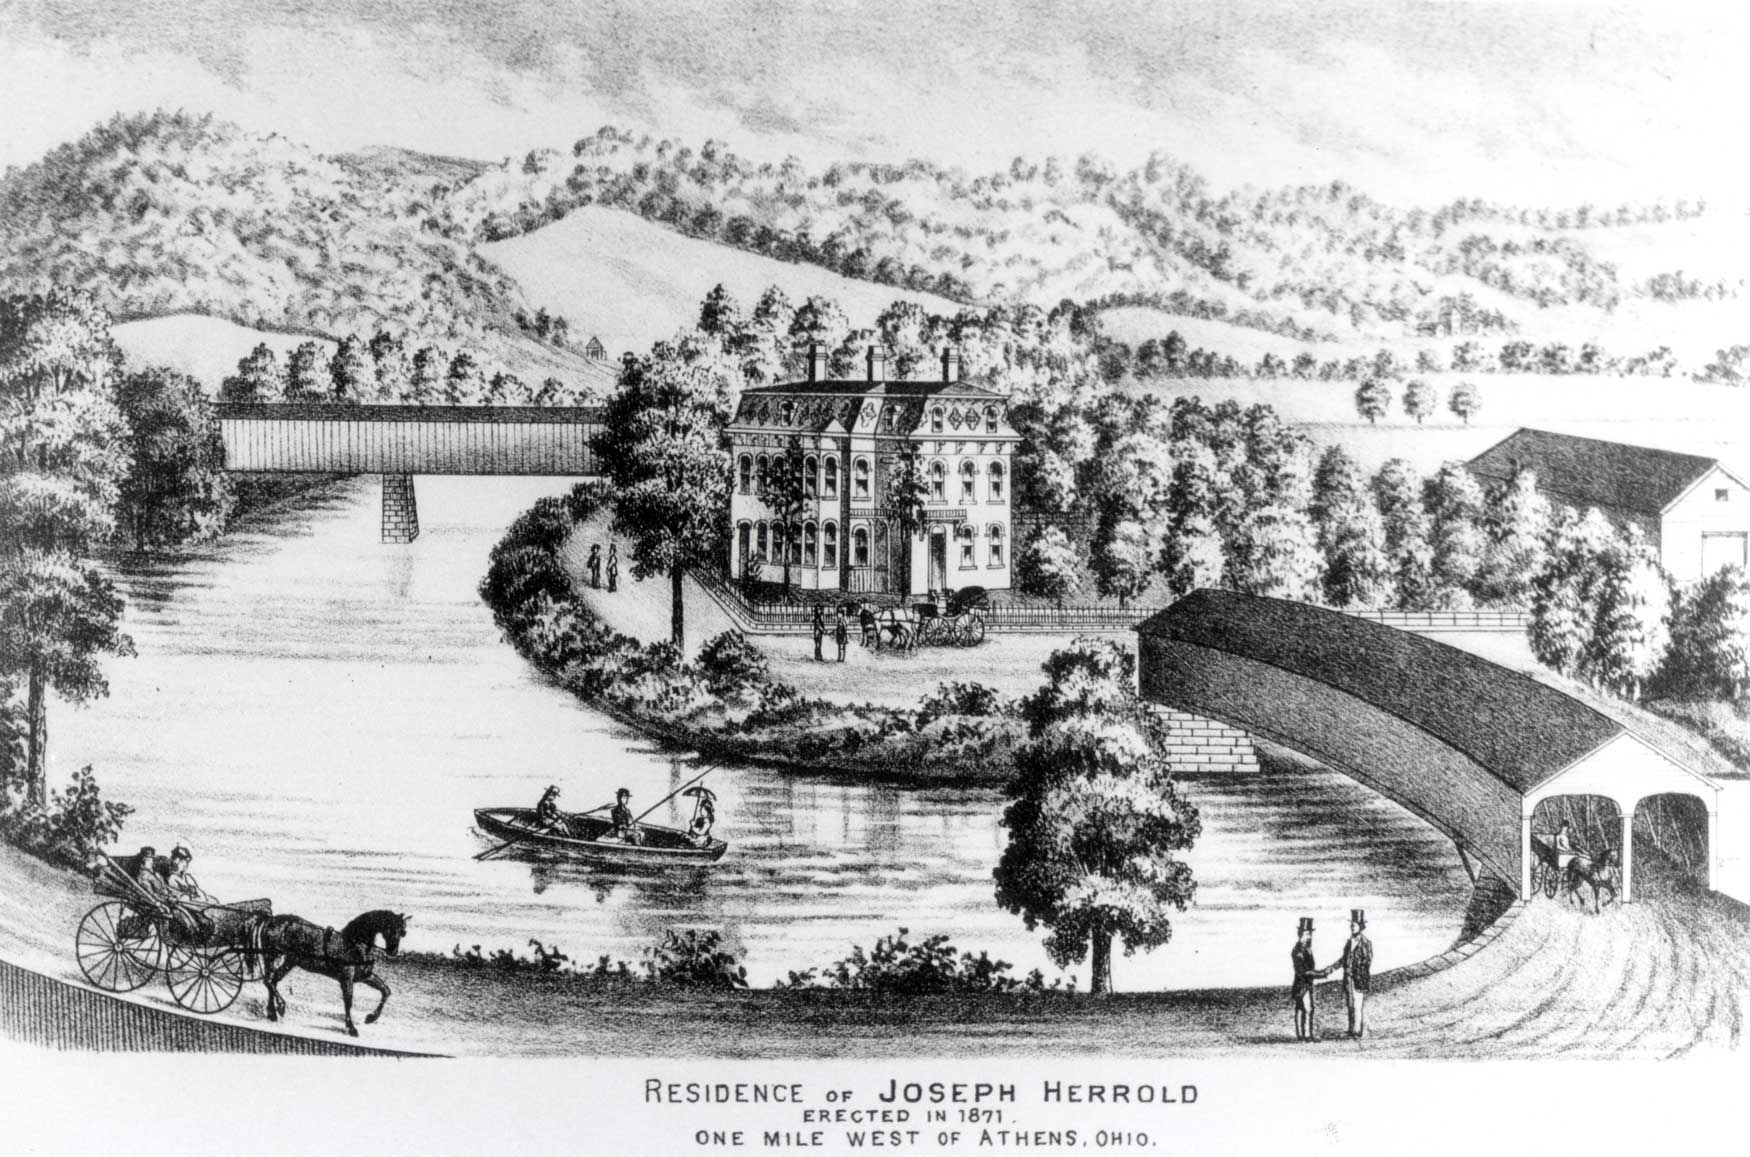 RESIDENCE OF JOSEPH HERROLD
ERECTED IN 1871.
ONE MILE WEST OF ATHENS, OHIO.